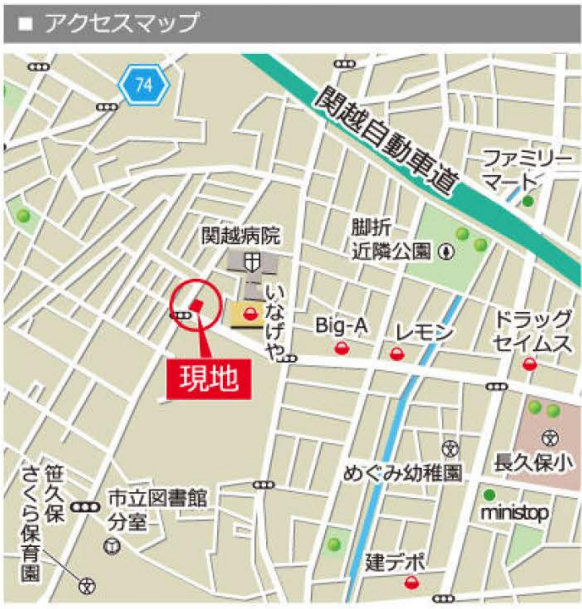 アクセスマップ
74
関越自動車道
ファミリー
マート
関越病院
脚折
近隣公園
いなげや
Big-A
レモン
ドラッグ
セイムス
現地
めぐみ幼稚園
長久保小
笹久保
さくら保育園
市立図書館
分室
ministop
建デポ